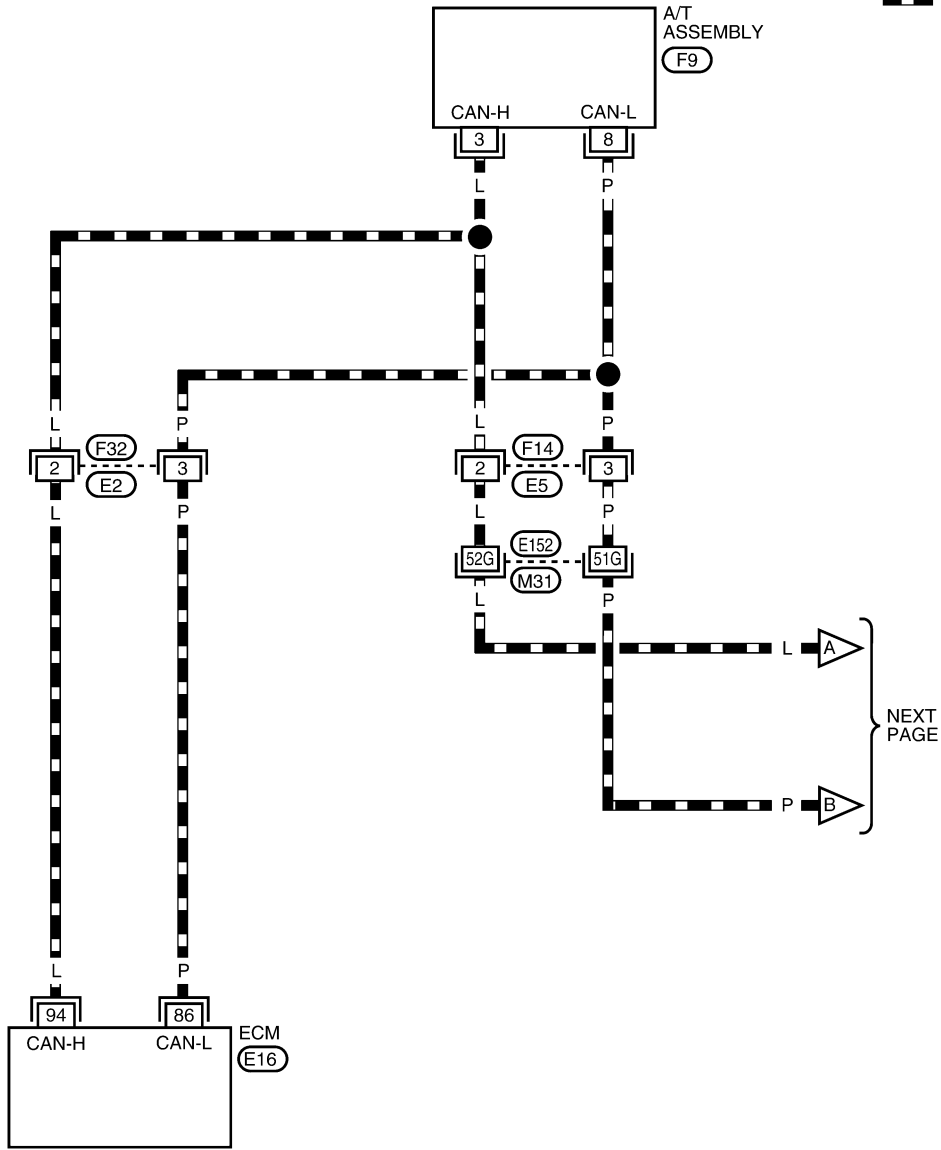 A/T
ASSEMBLY
F9
CAN-H CAN-L
3 8
L P
L P L P
F32 F14
2 3 2 3
E2 E5
L P L P
E152
52G 51G
M31
L P
L A
NEXT
PAGE
P B
L P
94 86
ECM
CAN-H CAN-L
E16